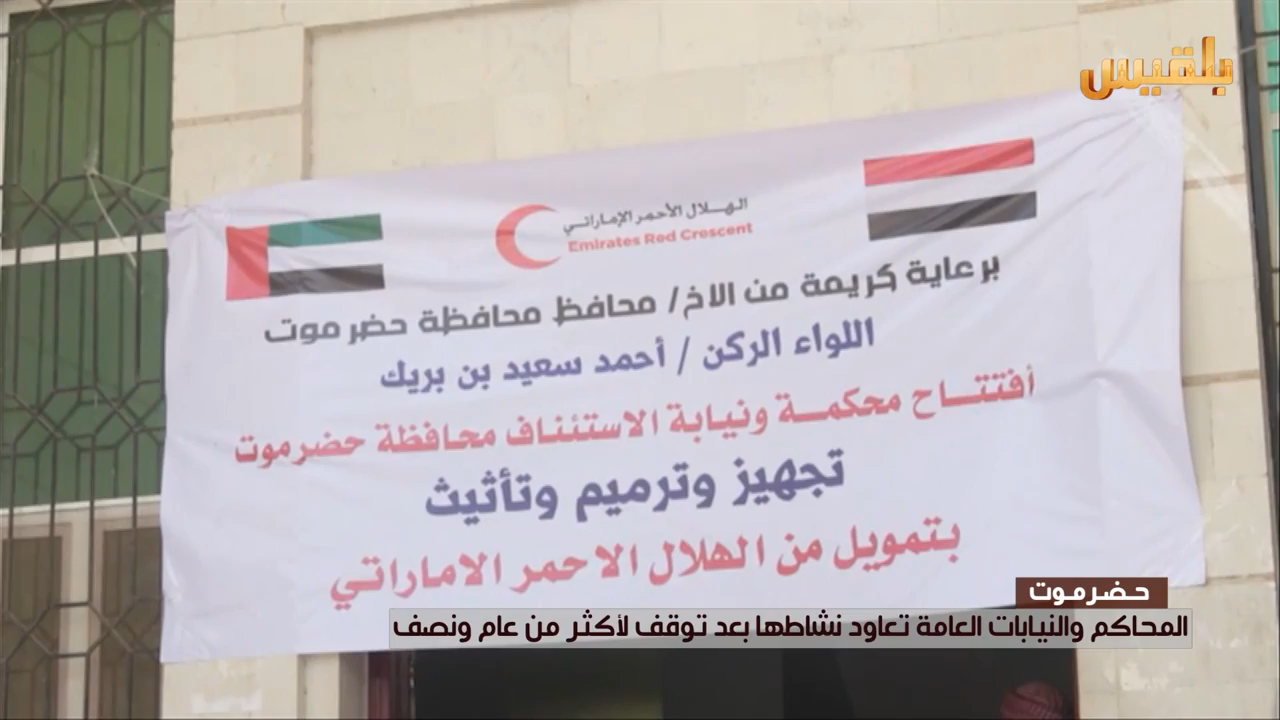 بلقيس
الهلال الأحمر الإماراتي
Emirates Red Crescent
برعاية كريمة من الاخ/ محافظ محافظة حضرموت
اللواء الركن / أحمد سعيد بن بريك
أفتتاح محكمة ونيابة الاستئناف محافظة حضرموت
تجهيز وترميم وتأثيث
بتمويل من الهلال الاحمر الاماراتي
حضرموت
المحاكم والنيابات العامة تعاود نشاطها بعد توقف لأكثر من عام ونصف